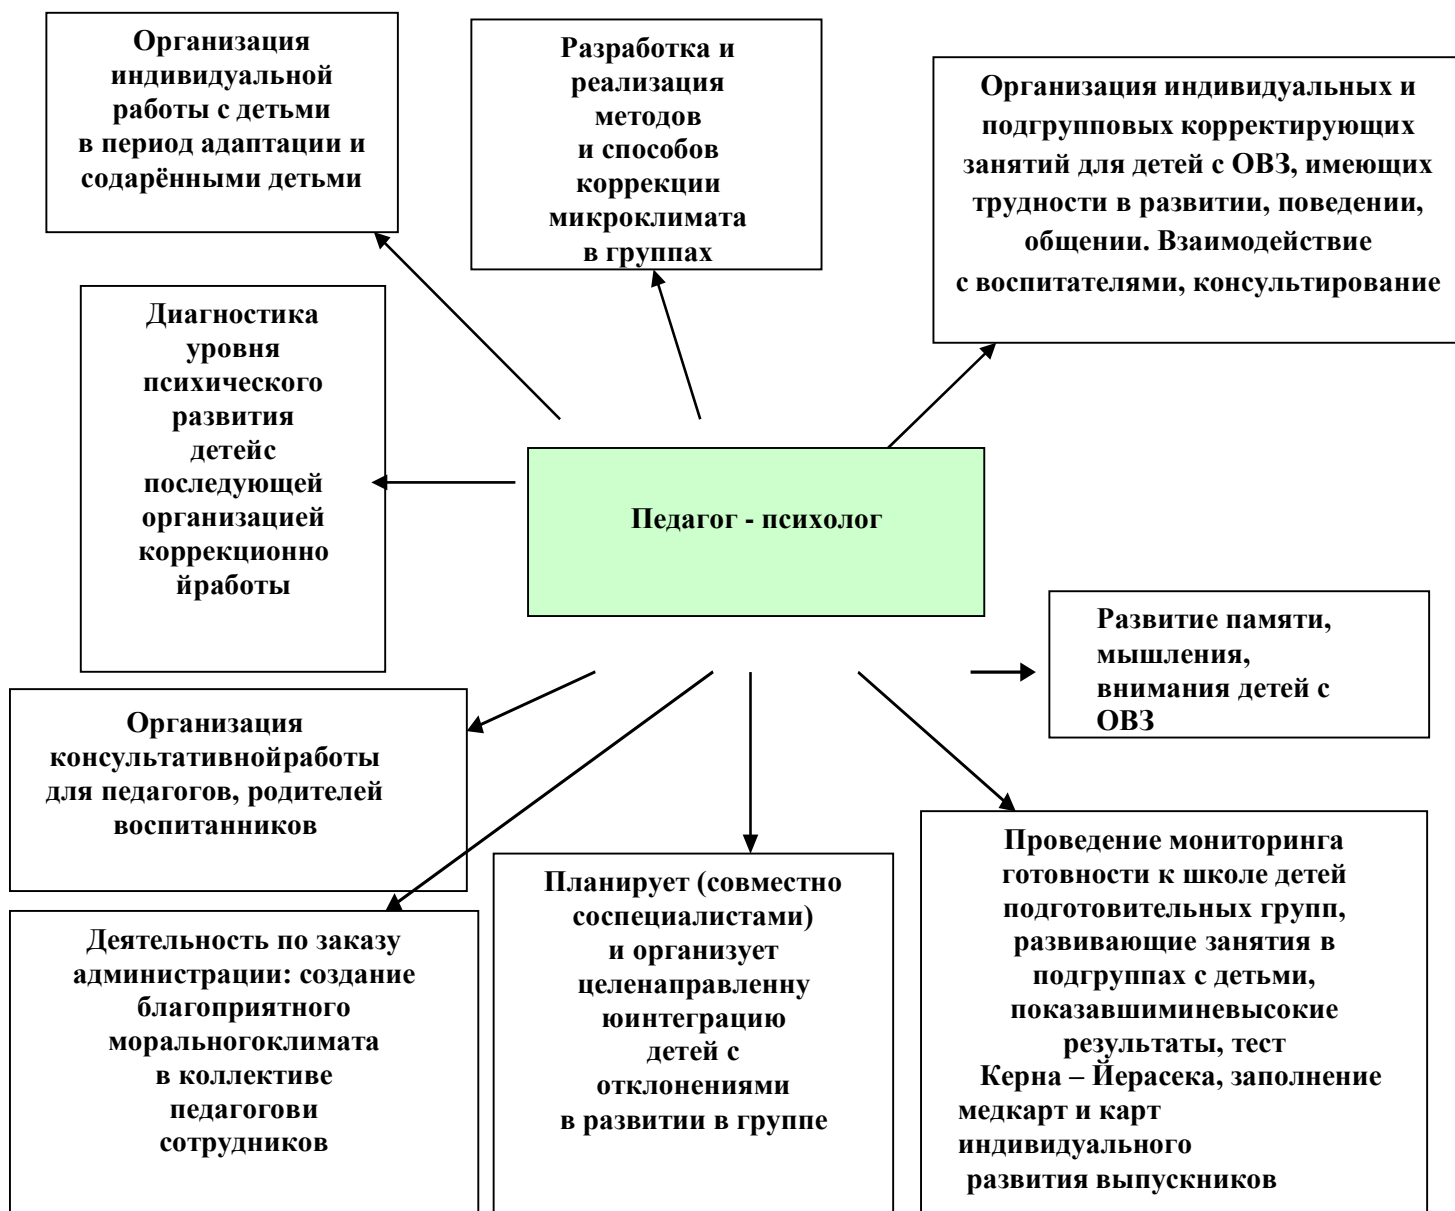 Организация
индивидуальной
работы с детьми
в период адаптации и
содарёнными детьми
Разработка и
реализация
методов
и способов
коррекции
микроклимата
в группах
Организация индивидуальных и
подгрупповых корректирующих
занятий для детей с ОВЗ, имеющих
трудности в развитии, поведении,
общении. Взаимодействие
с воспитателями, консультирование
Диагностика
уровня
психического
развития
детейс
последующей
организацией
коррекционно
йработы
Педагог - психолог
Развитие памяти,
мышления,
внимания детей с
ОВЗ
Организация
консультативнойработы
для педагогов, родителей
воспитанников
Деятельность по заказу
администрации: создание
благоприятного
моральногоклимата
в коллективе
педагогови
сотрудников
Планирует (совместно
соспециалистами)
и организует
целенаправленну
юинтеграцию
детей с
отклонениями
в развитии в группе
Проведение мониторинга
готовности к школе детей
подготовительных групп,
развивающие занятия в
подгруппах с детьми,
показавшиминевысокие
результаты, тест
Керна – Йерасека, заполнение
медкарт и карт
индивидуального
развития выпускников